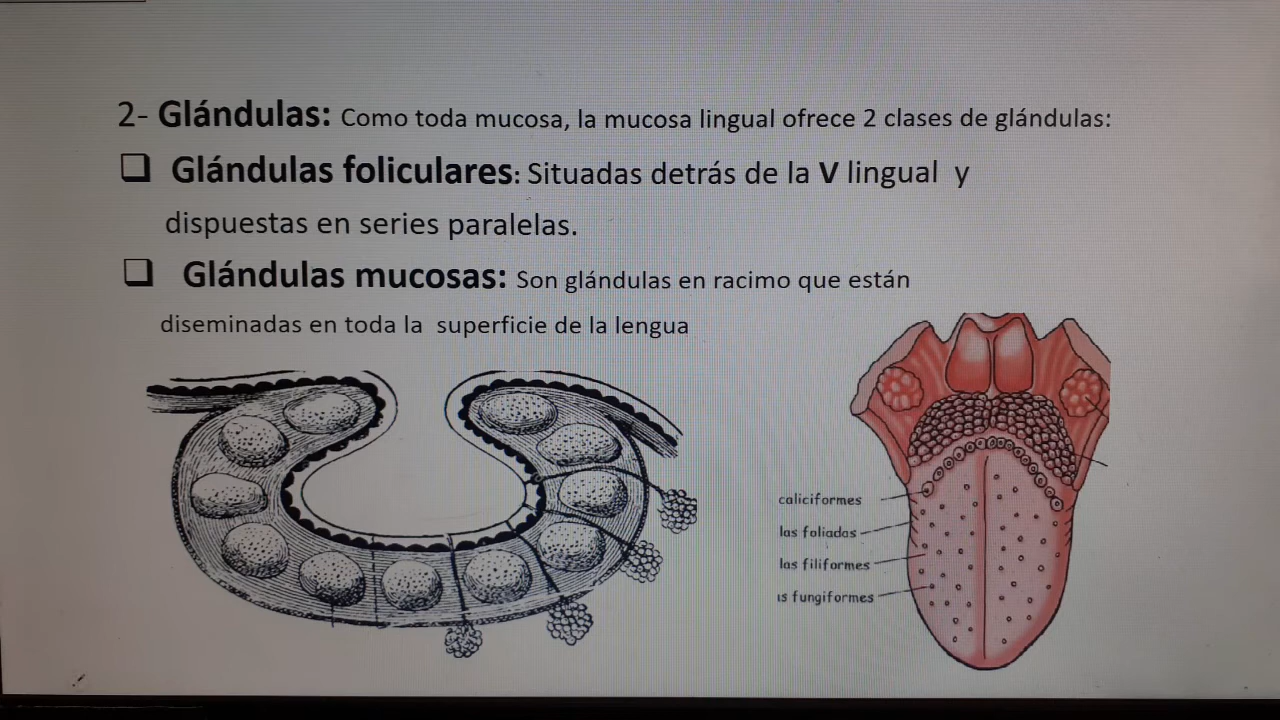 2- Glándulas: Como toda mucosa, la mucosa lingual ofrece 2 clases de glándulas:
❑ Glándulas foliculares: Situadas detrás de la V lingual y
dispuestas en series paralelas.
❑ Glándulas mucosas: Son glándulas en racimo que están
diseminadas en toda la superficie de la lengua
caliciformes
las foliadas
las filiformes
is fungiformes